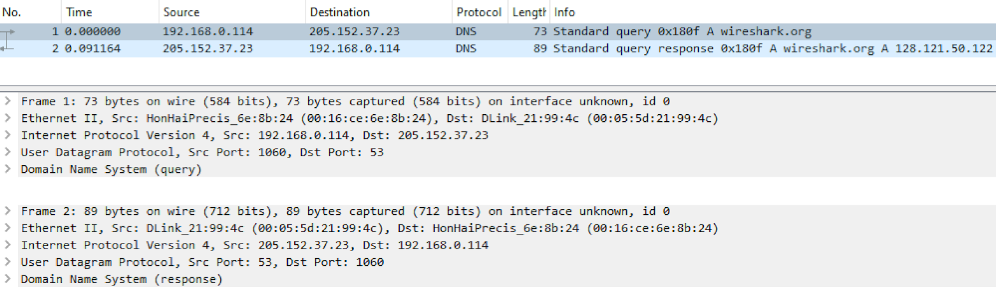 No. Time Source Destination Protocol Length Info
1 0.000000 192.168.0.114 205.152.37.23 DNS 73 Standard query 0x180f A wireshark.org
2 0.091164 205.152.37.23 192.168.0.114 DNS 89 Standard query response 0x180f A wireshark.org A 128.121.50.122
> Frame 1: 73 bytes on wire (584 bits), 73 bytes captured (584 bits) on interface unknown, id 0
> Ethernet II, Src: HonHaiPrecis_6e:8b:24 (00:16:ce:6e:8b:24), Dst: DLink_21:99:4c (00:05:5d:21:99:4c)
> Internet Protocol Version 4, Src: 192.168.0.114, Dst: 205.152.37.23
> User Datagram Protocol, Src Port: 1060, Dst Port: 53
> Domain Name System (query)
> Frame 2: 89 bytes on wire (712 bits), 89 bytes captured (712 bits) on interface unknown, id 0
> Ethernet II, Src: DLink_21:99:4c (00:05:5d:21:99:4c), Dst: HonHaiPrecis_6e:8b:24 (00:16:ce:6e:8b:24)
> Internet Protocol Version 4, Src: 205.152.37.23, Dst: 192.168.0.114
> User Datagram Protocol, Src Port: 53, Dst Port: 1060
> Domain Name System (response)